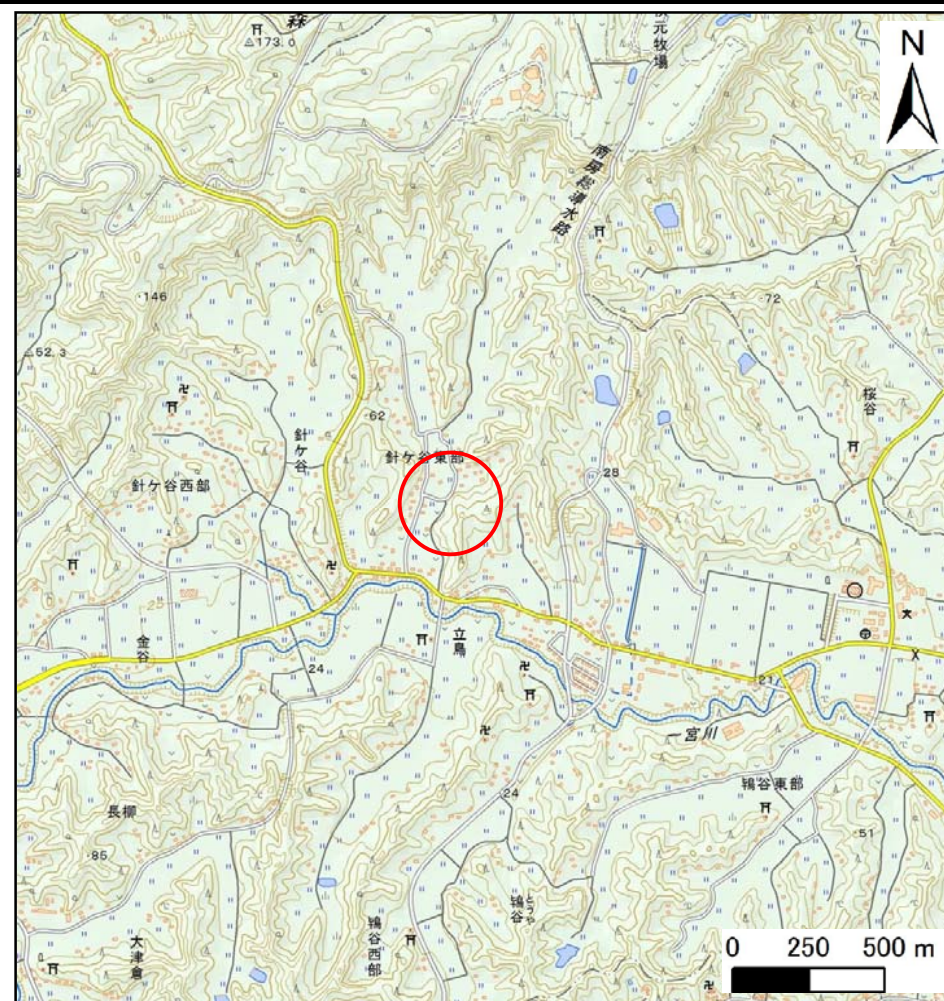 森
173.0
元牧場
N
南房総導水路
146
72
52.3
桜谷
62
針ケ谷
針ケ谷東部
針ケ谷西部
28
金谷
24
立鳥
21
一宮川
長柳
24
鴇谷東部
51
85
鴇谷
とうや
鴇谷西部
大津倉
0 250 500 m